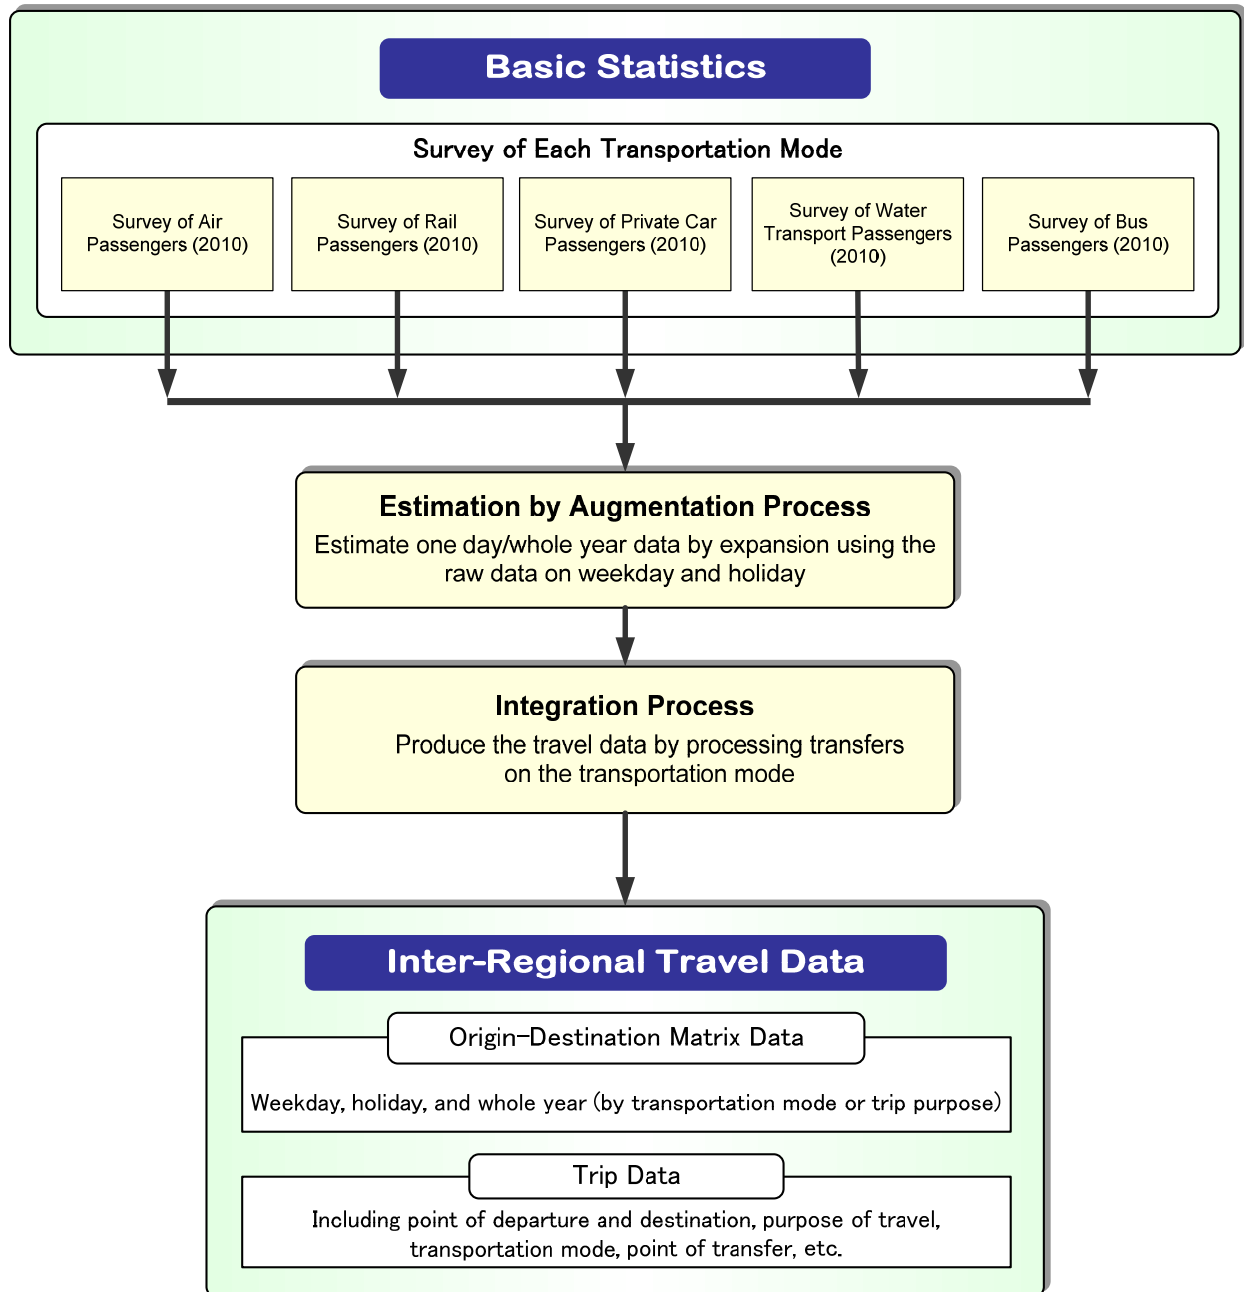 Basic Statistics
Survey of Each Transportation Mode
Survey of Air
Passengers (2010)
Survey of Rail
Passengers (2010)
Survey of Private Car
Passengers (2010)
Survey of Water
Transport Passengers
(2010)
Survey of Bus
Passengers (2010)
Estimation by Augmentation Process
Estimate one day/whole year data by expansion using the
raw data on weekday and holiday
Integration Process
Produce the travel data by processing transfers
on the transportation mode
Inter-Regional Travel Data
Origin-Destination Matrix Data
Weekday, holiday, and whole year (by transportation mode or trip purpose)
Trip Data
Including point of departure and destination, purpose of travel,
transportation mode, point of transfer, etc.